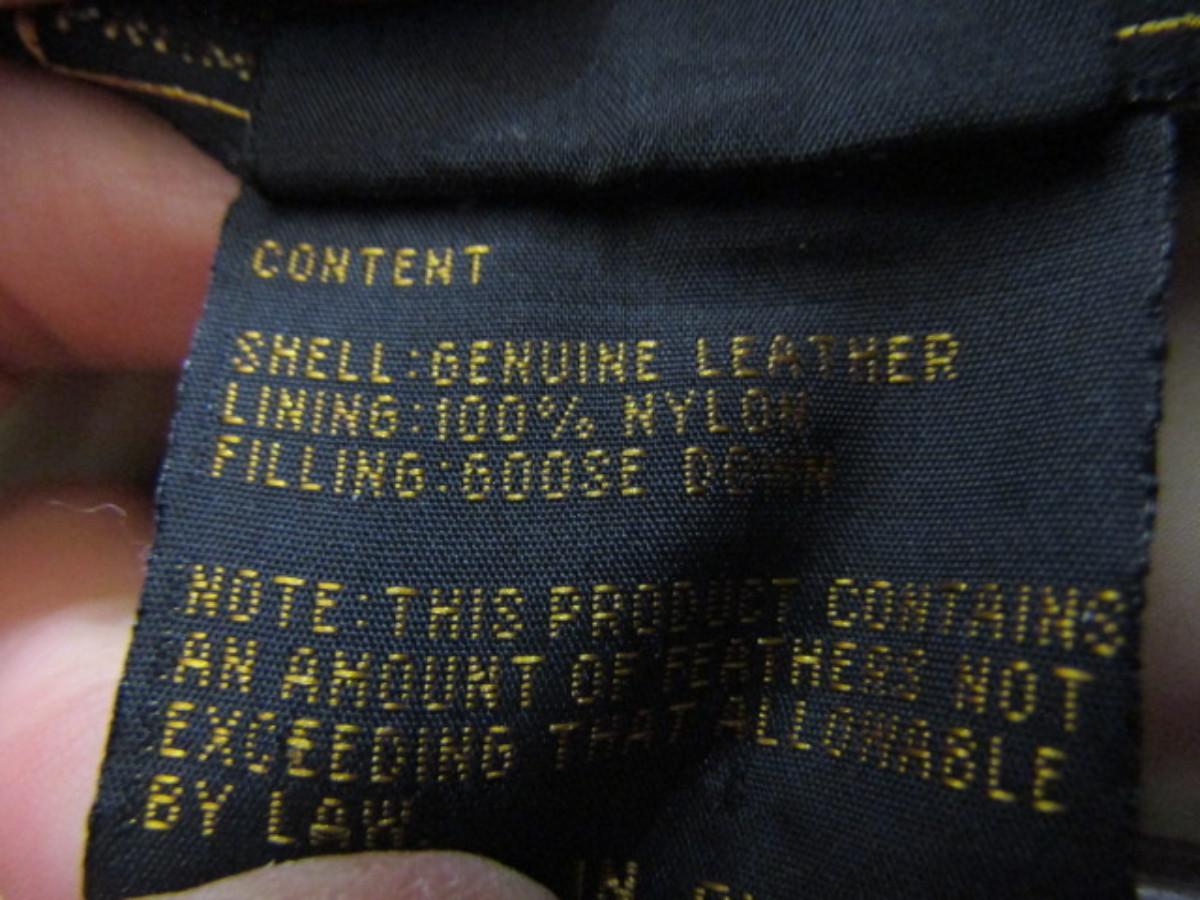 CONTENT
SHELL:GENUINE LEATHER
LINING:100% NYLON
FILLING:GOOSE DOWN
NOTE:THIS PRODUCT CONTAINS
AN AMOUNT OF FEATHERS NOT
EXCEEDING THAT ALLOWABLE
BY LAW
IN